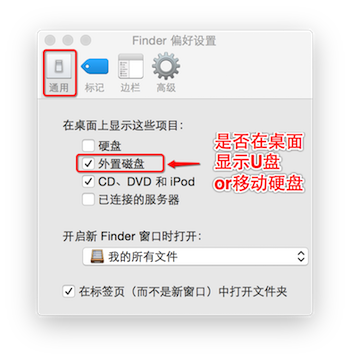 Finder 偏好设置
通用
标记
边栏
高级
在桌面上显示这些项目：
硬盘
外置磁盘
CD、DVD 和 iPod
已连接的服务器
是否在桌面
显示U盘
or移动硬盘
开启新 Finder 窗口时打开：
我的所有文件
在标签页（而不是新窗口）中打开文件夹